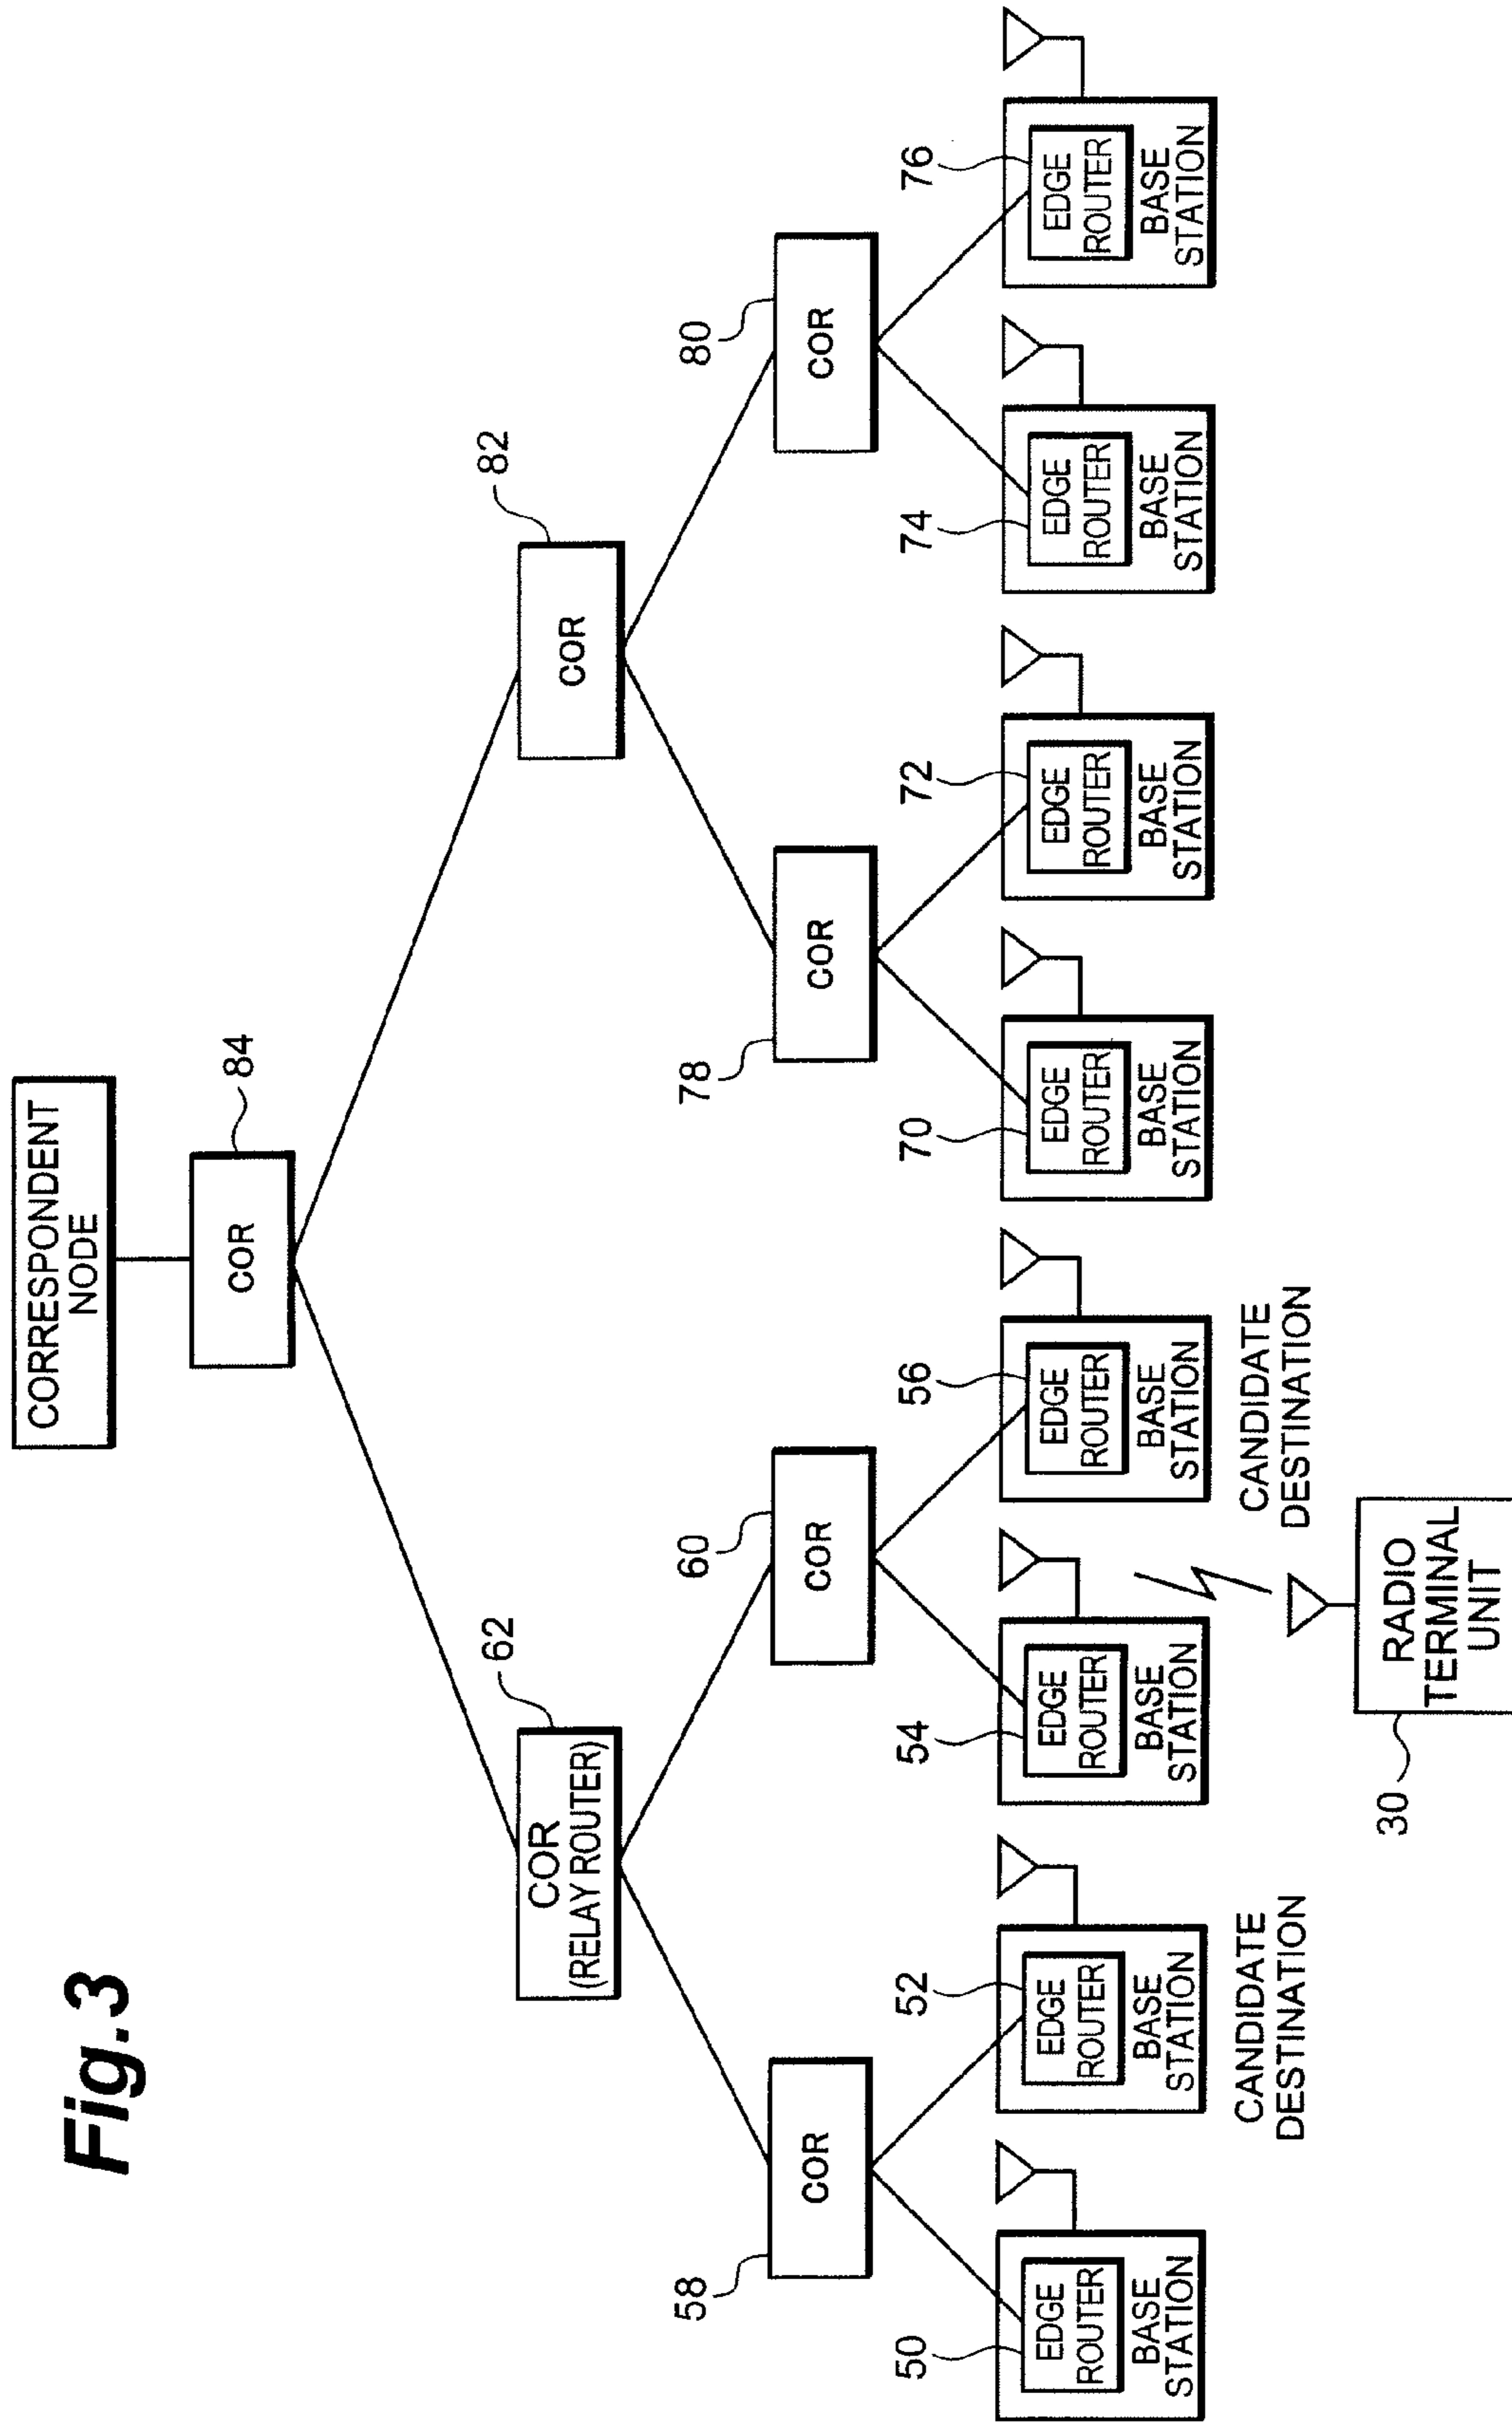 Fig.3
CORRESPONDENT
NODE
84
COR
62
COR
(RELAY ROUTER)
82
COR
58
COR
60
COR
78
COR
80
COR
50
EDGE
ROUTER
BASE
STATION
52
EDGE
ROUTER
BASE
STATION
CANDIDATE
DESTINATION
54
EDGE
ROUTER
BASE
STATION
56
EDGE
ROUTER
BASE
STATION
CANDIDATE
DESTINATION
70
EDGE
ROUTER
BASE
STATION
72
EDGE
ROUTER
BASE
STATION
74
EDGE
ROUTER
BASE
STATION
76
EDGE
ROUTER
BASE
STATION
30
RADIO
TERMINAL
UNIT